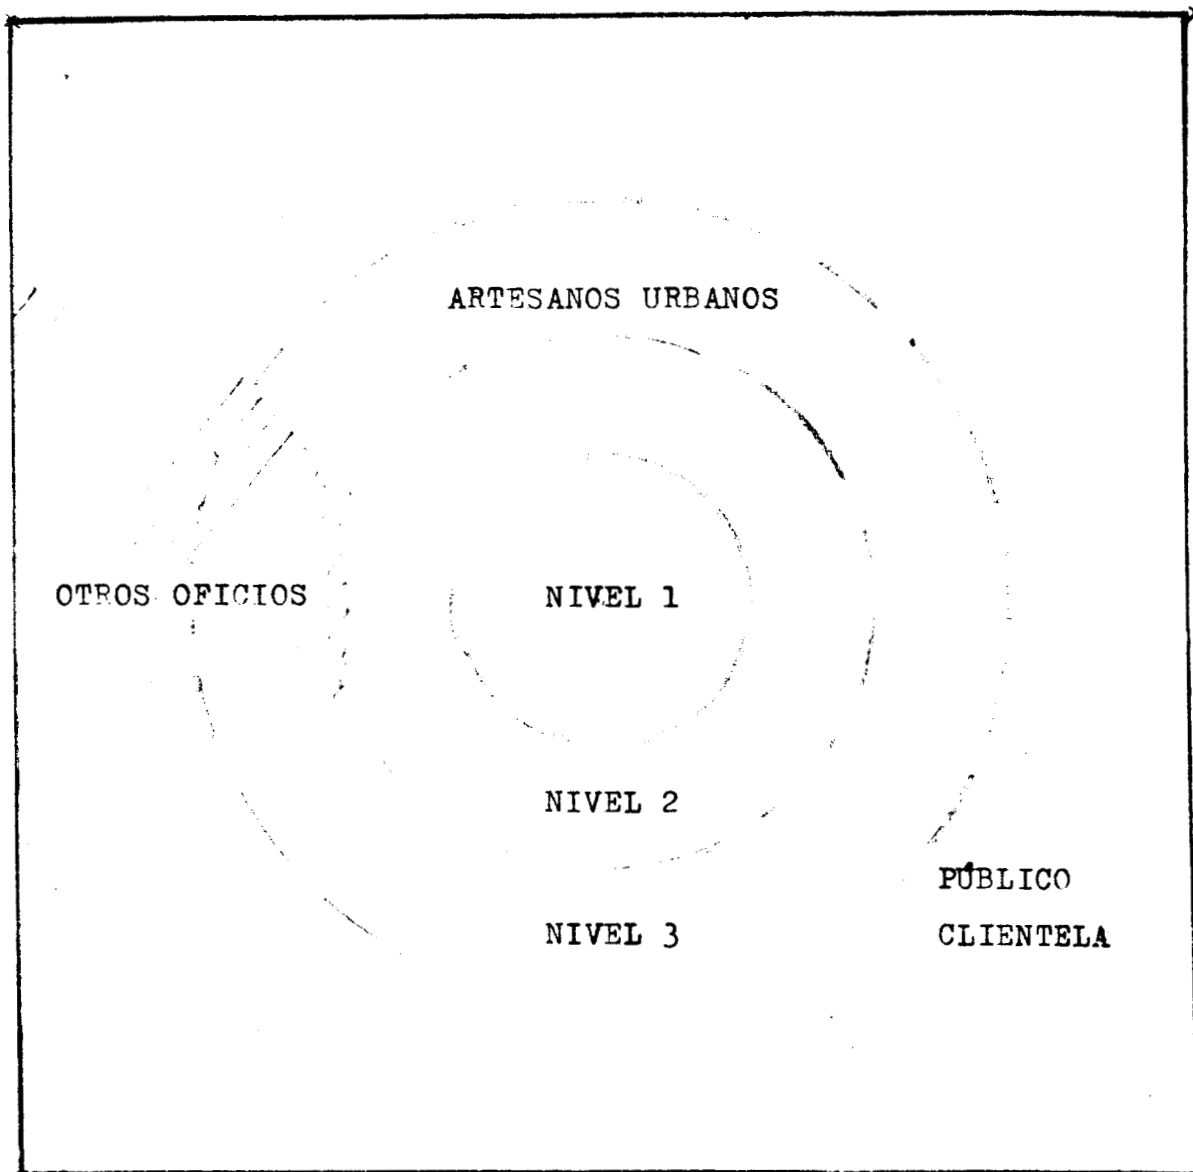 ARTESANOS URBANOS
OTROS OFICIOS
NIVEL 1
NIVEL 2
PÚBLICO
NIVEL 3
CLIENTELA